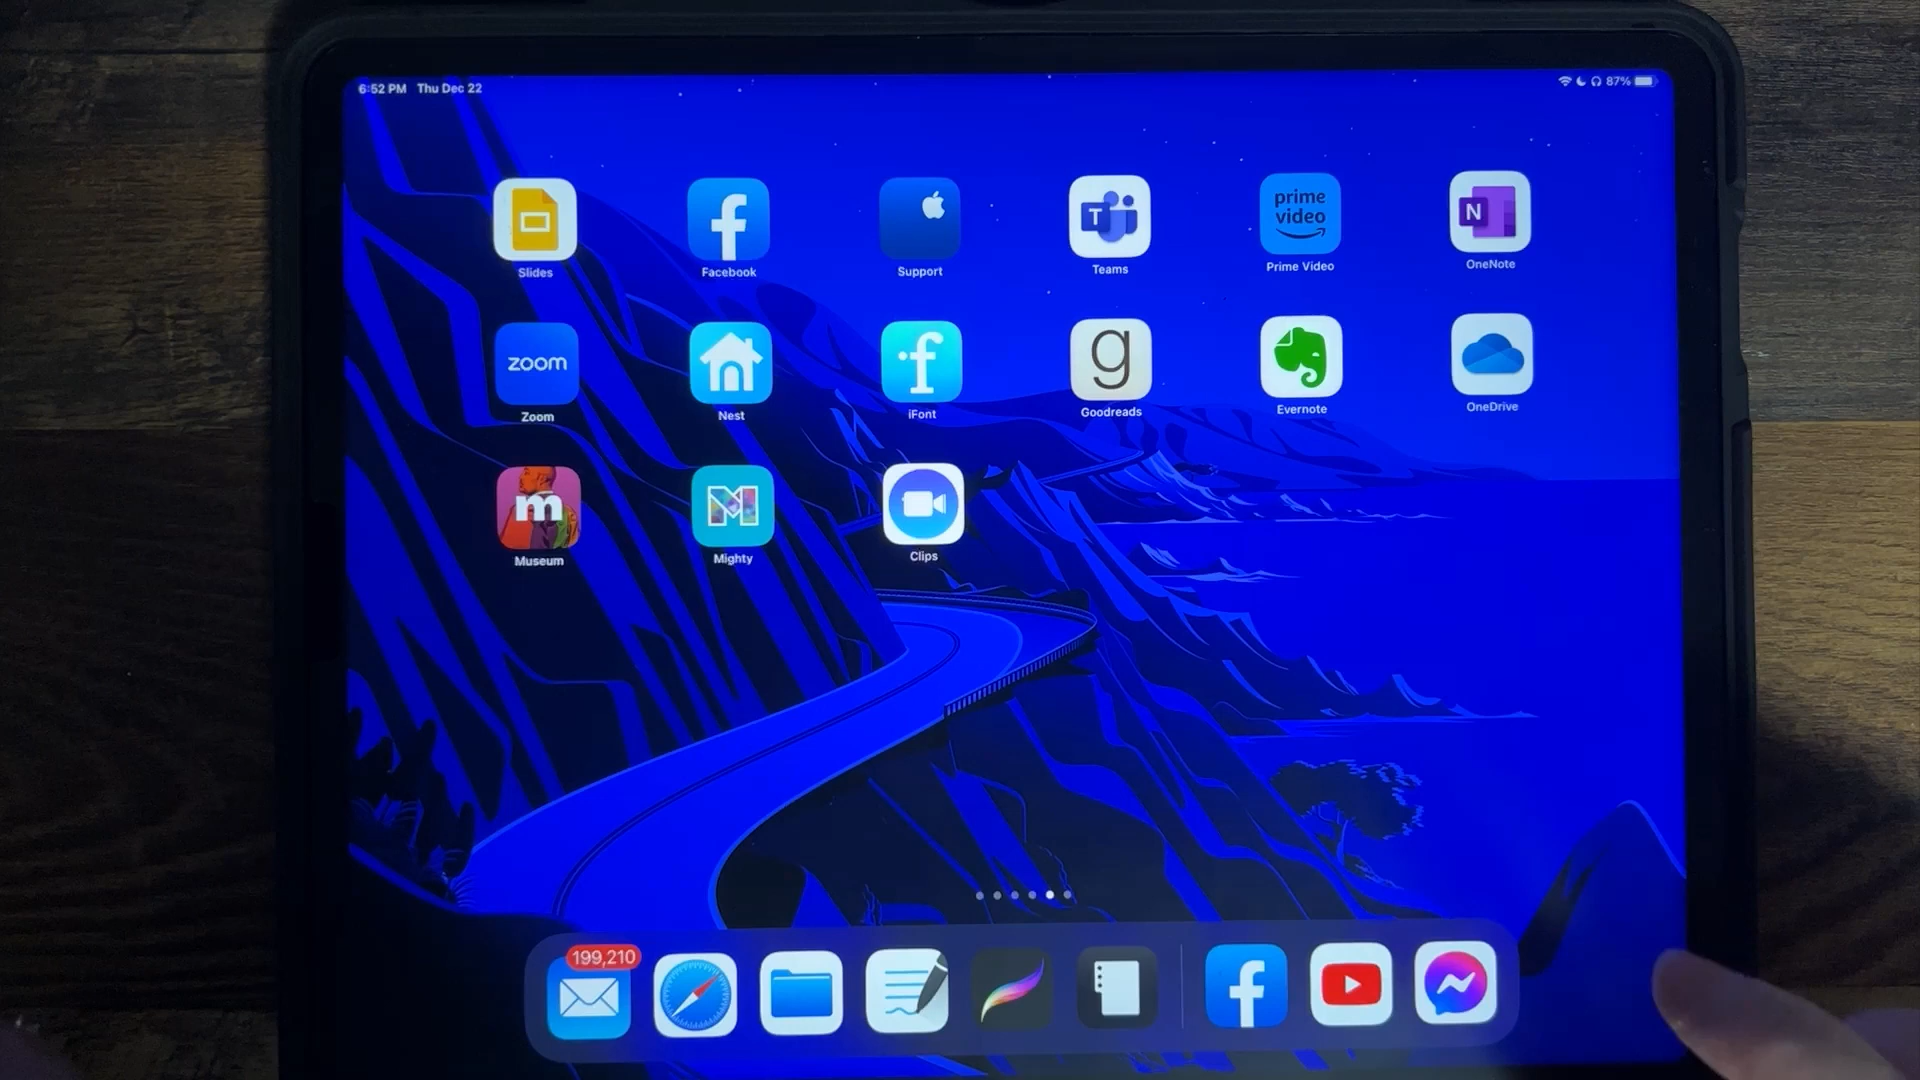 6:52 PM Thu Dec 22
87%
prime
video
T
N
Slides
Facebook
Support
Teams
Prime Video
OneNote
zoom
f
g
Zoom
Nest
iFont
Goodreads
Evernote
OneDrive
m
M
Museum
Mighty
Clips
199,210